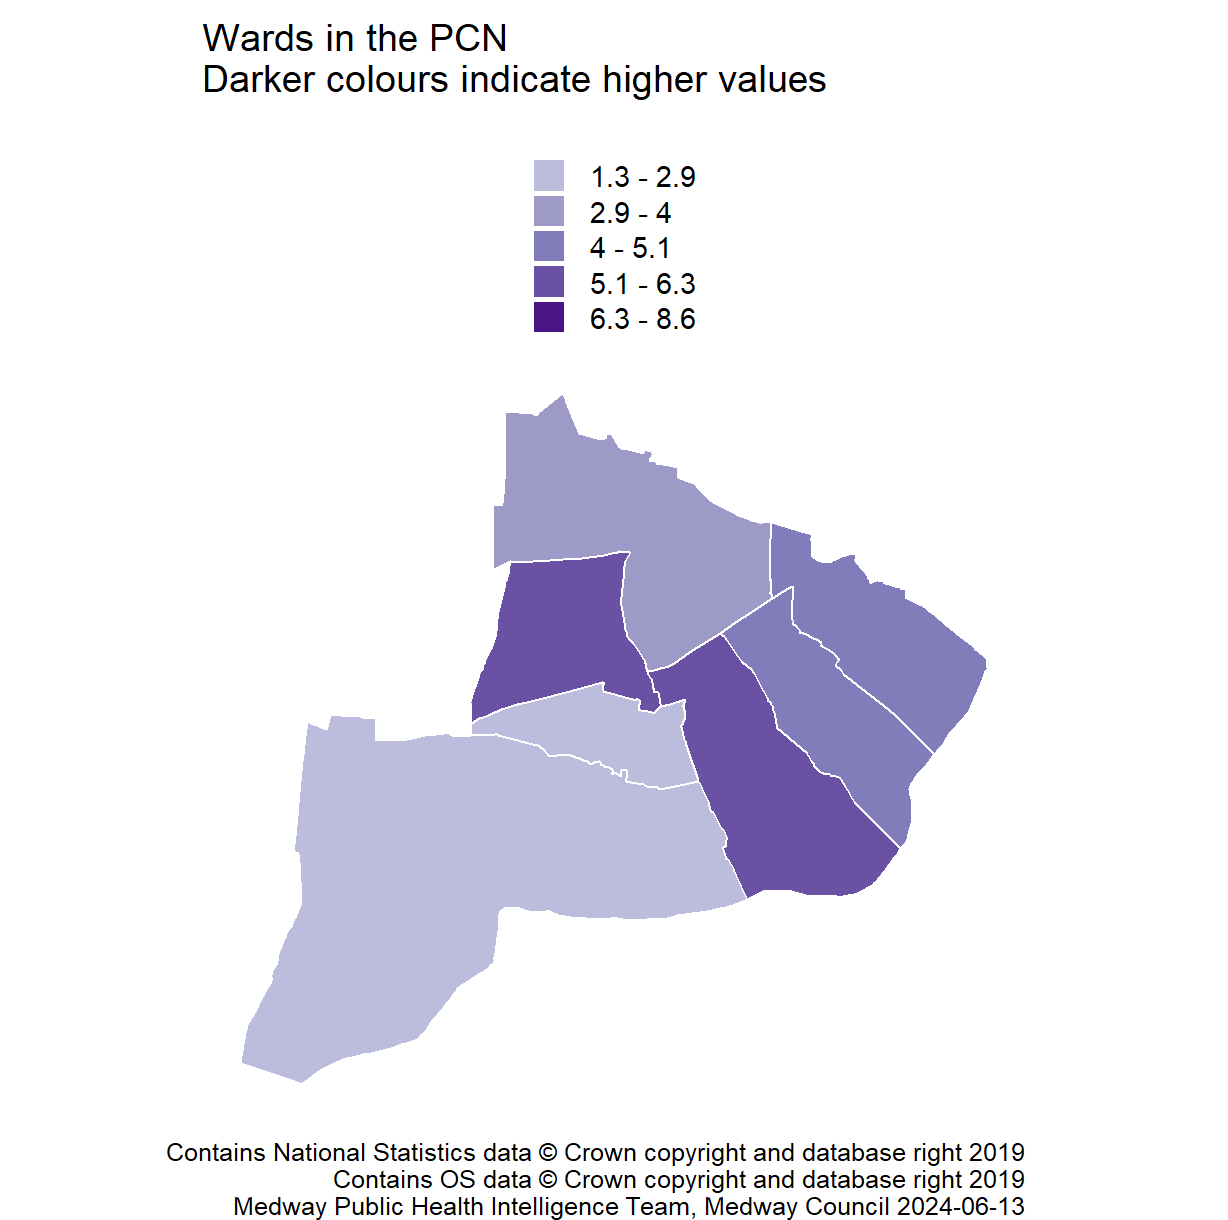 Wards in the PCN
Darker colours indicate higher values
1.3 - 2.9
2.9 - 4
4 - 5.1
5.1 - 6.3
6.3 - 8.6
Contains National Statistics data © Crown copyright and database right 2019
Contains OS data © Crown copyright and database right 2019
Medway Public Health Intelligence Team, Medway Council 2024-06-13